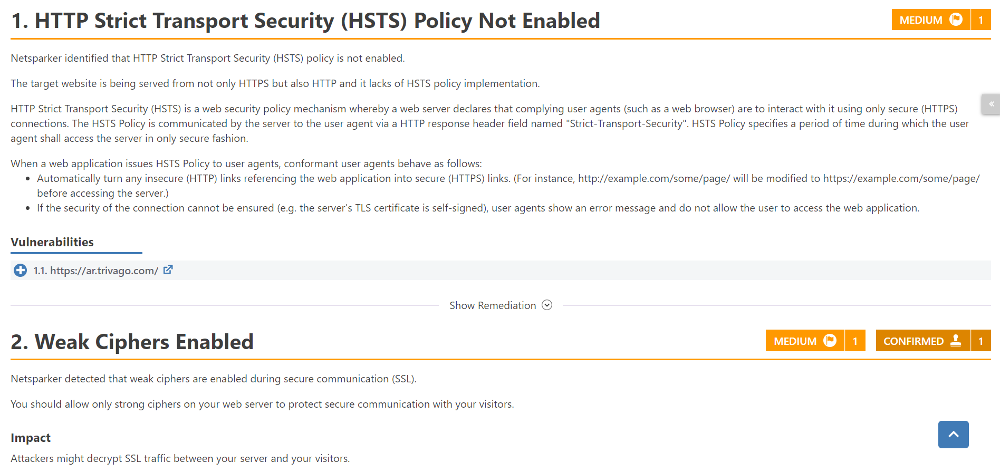 1. HTTP Strict Transport Security (HSTS) Policy Not Enabled
MEDIUM 1
Netsparker identified that HTTP Strict Transport Security (HSTS) policy is not enabled.
The target website is being served from not only HTTPS but also HTTP and it lacks of HSTS policy implementation.
HTTP Strict Transport Security (HSTS) is a web security policy mechanism whereby a web server declares that complying user agents (such as a web browser) are to interact with it using only secure (HTTPS)
connections. The HSTS Policy is communicated by the server to the user agent via a HTTP response header field named "Strict-Transport-Security". HSTS Policy specifies a period of time during which the user
agent shall access the server in only secure fashion.
When a web application issues HSTS Policy to user agents, conformant user agents behave as follows:
• Automatically turn any insecure (HTTP) links referencing the web application into secure (HTTPS) links. (For instance, http://example.com/some/page/ will be modified to https://example.com/some/page/
before accessing the server.)
• If the security of the connection cannot be ensured (e.g. the server's TLS certificate is self-signed), user agents show an error message and do not allow the user to access the web application.
Vulnerabilities
1.1. https://ar.trivago.com/
Show Remediation
2. Weak Ciphers Enabled
MEDIUM 1 CONFIRMED 1
Netsparker detected that weak ciphers are enabled during secure communication (SSL).
You should allow only strong ciphers on your web server to protect secure communication with your visitors.
Impact
Attackers might decrypt SSL traffic between your server and your visitors.